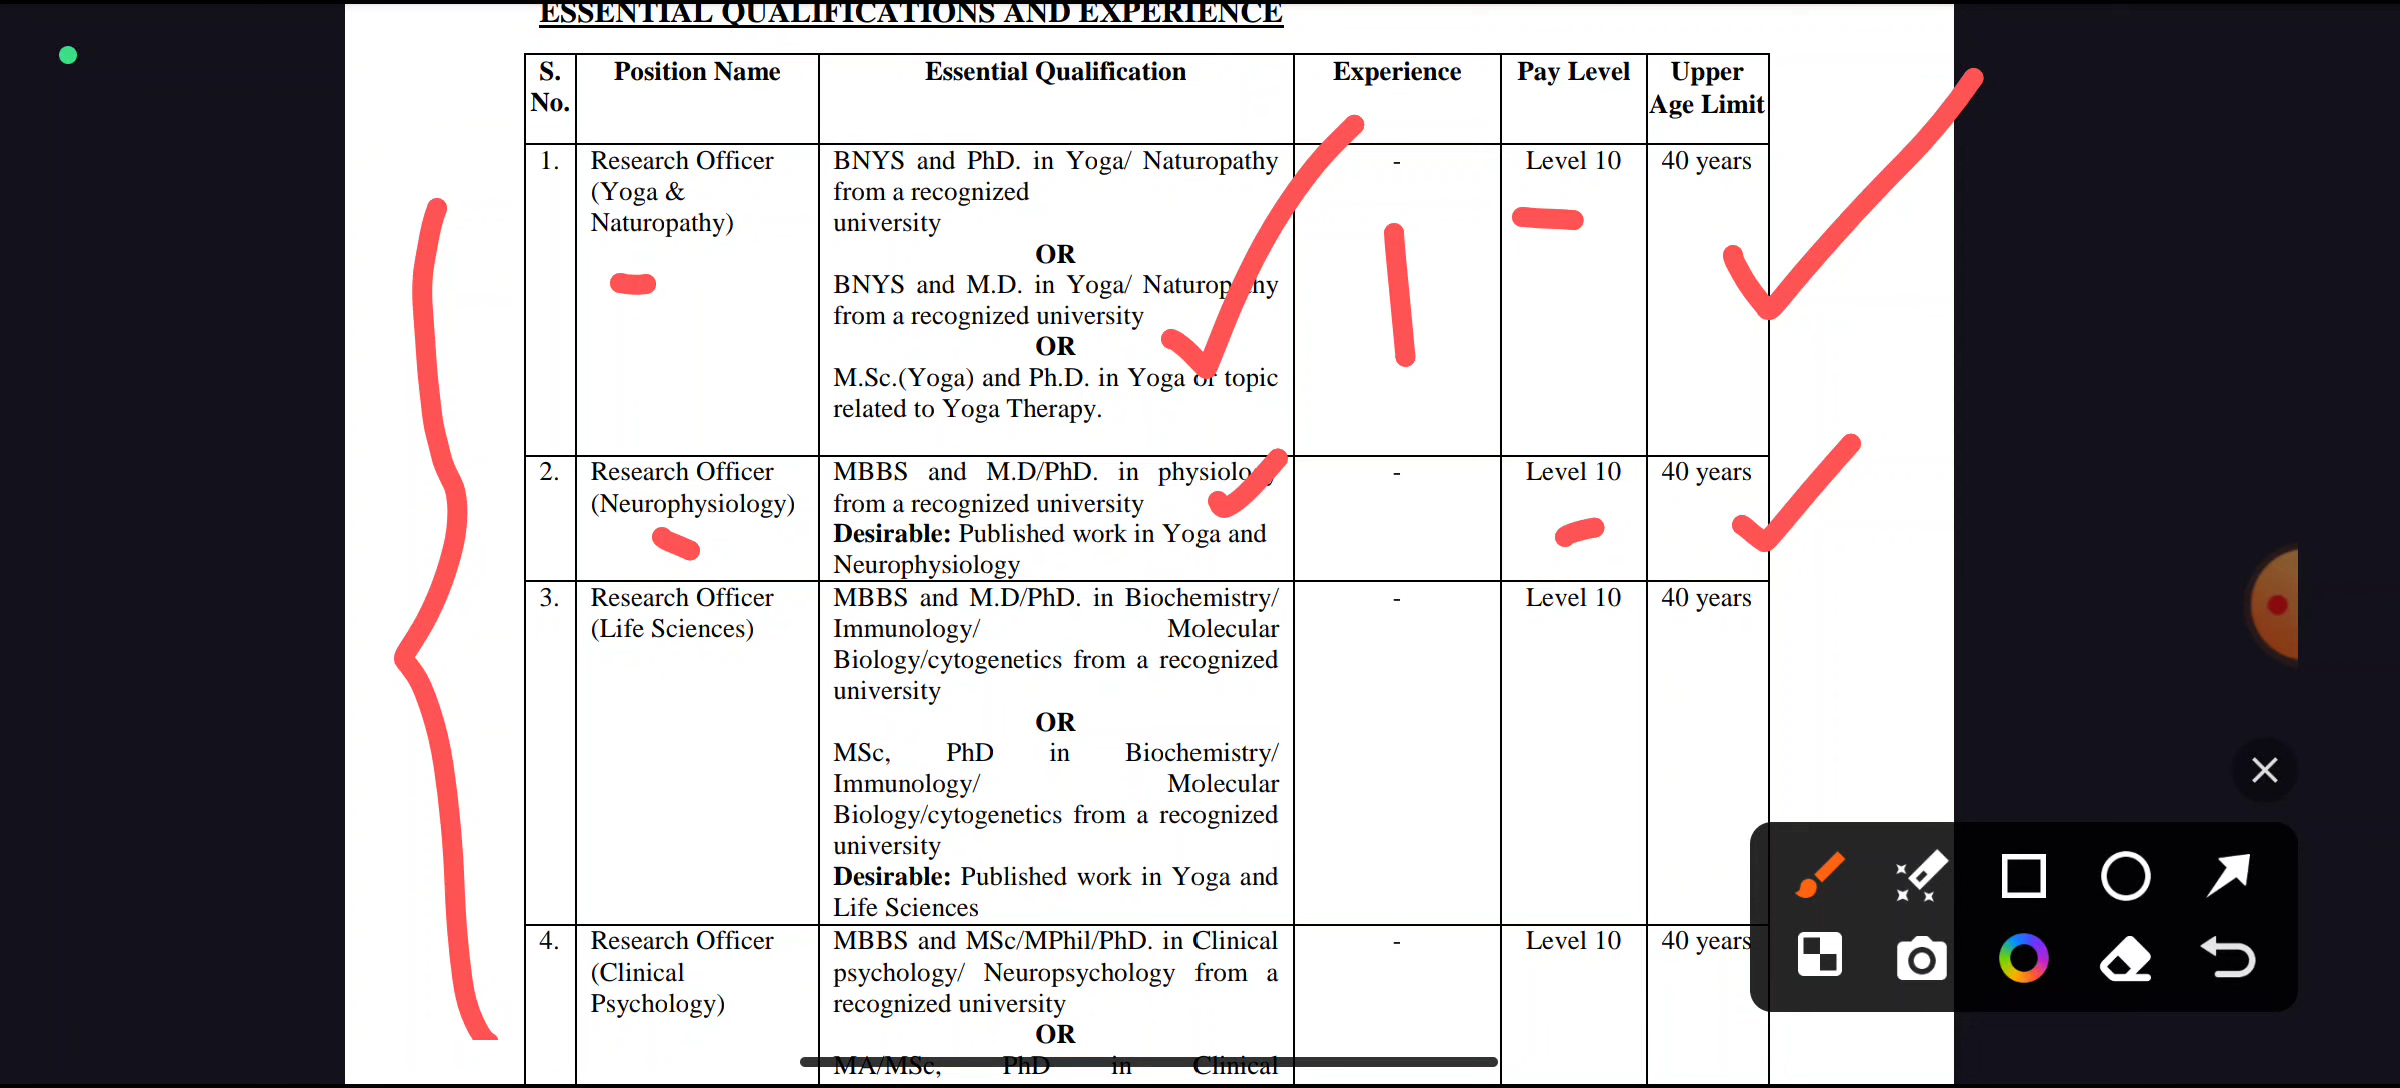 ESSENTIAL QUALIFICATIONS AND EXPERIENCE
S. No. Position Name Essential Qualification Experience Pay Level Upper Age Limit
1. Research Officer (Yoga & Naturopathy) - Level 10 40 years
BNYS and PhD. in Yoga/ Naturopathy
from a recognized
university
OR
BNYS and M.D. in Yoga/
from a recognized university
OR
M.Sc.(Yoga) and Ph.D. in Yoga or topic
related to Yoga Therapy.
2. Research Officer (Neurophysiology) - Level 10 40 years
MBBS and M.D/PhD. in
from a recognized university
Desirable: Published work in Yoga and
Neurophysiology
3. Research Officer (Life Sciences) - Level 10 40 years
MBBS and M.D/PhD. in Biochemistry/
Immunology/ Molecular
Biology/cytogenetics from a recognized
university
OR
MSc, PhD in Biochemistry/
Immunology/ Molecular
Biology/cytogenetics from a recognized
university
Desirable: Published work in Yoga and
Life Sciences
4. Research Officer (Clinical Psychology) - Level 10 40 years
MBBS and MSc/MPhil/PhD. in Clinical
psychology/ Neuropsychology from a
recognized university
OR
MA/MSc, PhD in Clinical